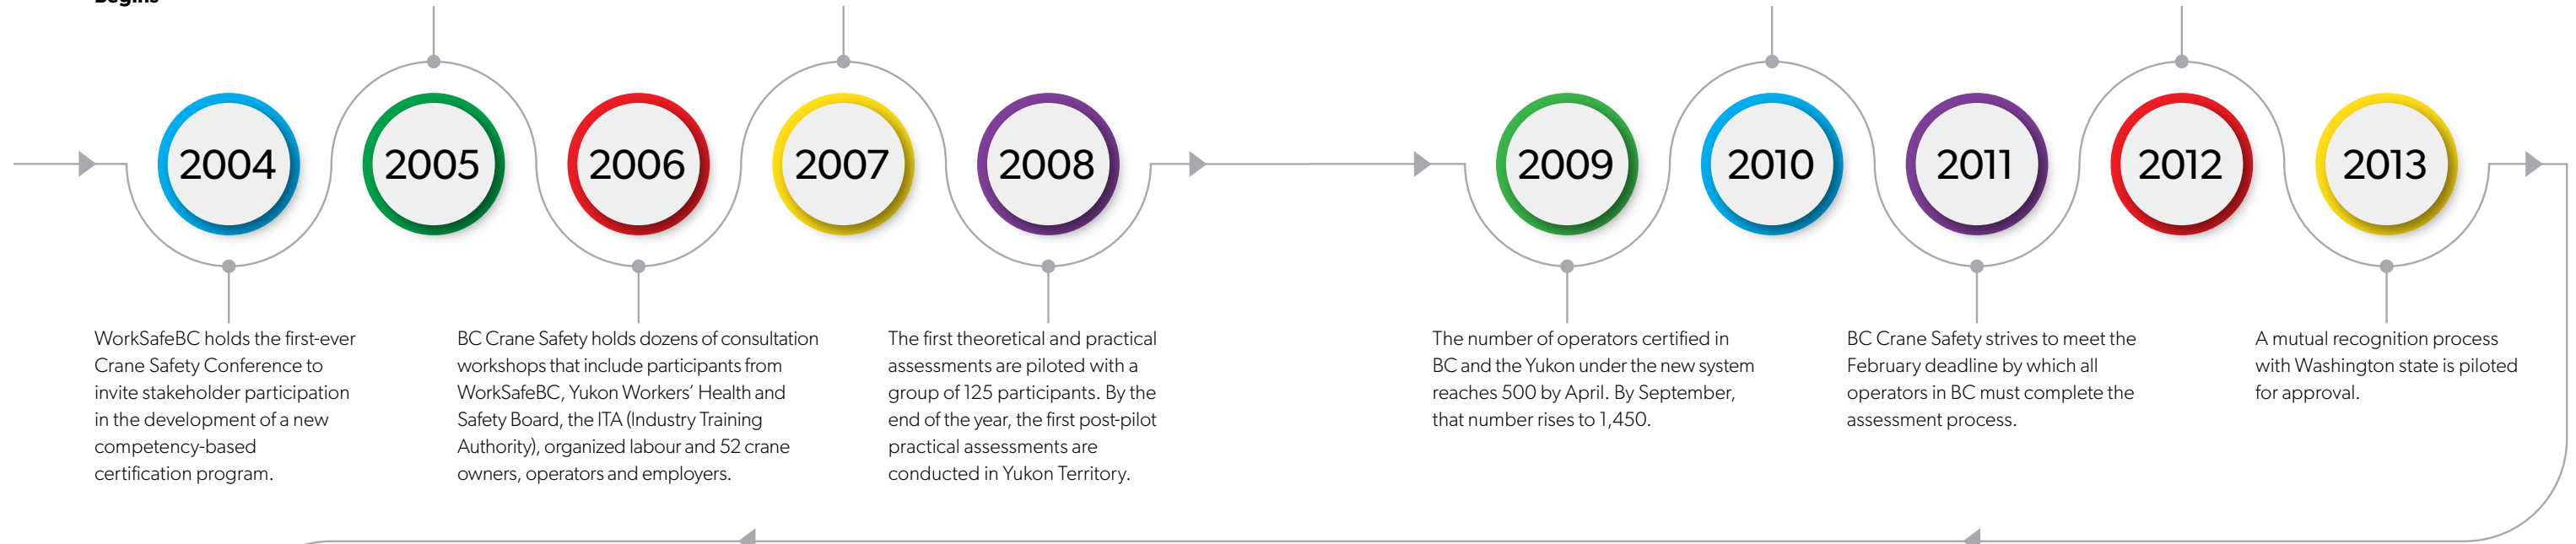 Begins
2004
2005
2006
2007
2008
2009
2010
2011
2012
2013
WorkSafeBC holds the first-ever
Crane Safety Conference to
invite stakeholder participation
in the development of a new
competency-based
certification program.
BC Crane Safety holds dozens of consultation
workshops that include participants from
WorkSafeBC, Yukon Workers’ Health and
Safety Board, the ITA (Industry Training
Authority), organized labour and 52 crane
owners, operators and employers.
The first theoretical and practical
assessments are piloted with a
group of 125 participants. By the
end of the year, the first post-pilot
practical assessments are
conducted in Yukon Territory.
The number of operators certified in
BC and the Yukon under the new system
reaches 500 by April. By September,
that number rises to 1,450.
BC Crane Safety strives to meet the
February deadline by which all
operators in BC must complete the
assessment process.
A mutual recognition process
with Washington state is piloted
for approval.